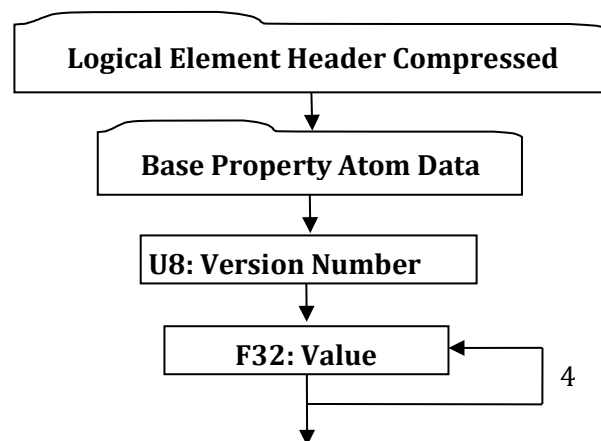 Logical Element Header Compressed
Base Property Atom Data
U8: Version Number
F32: Value
4